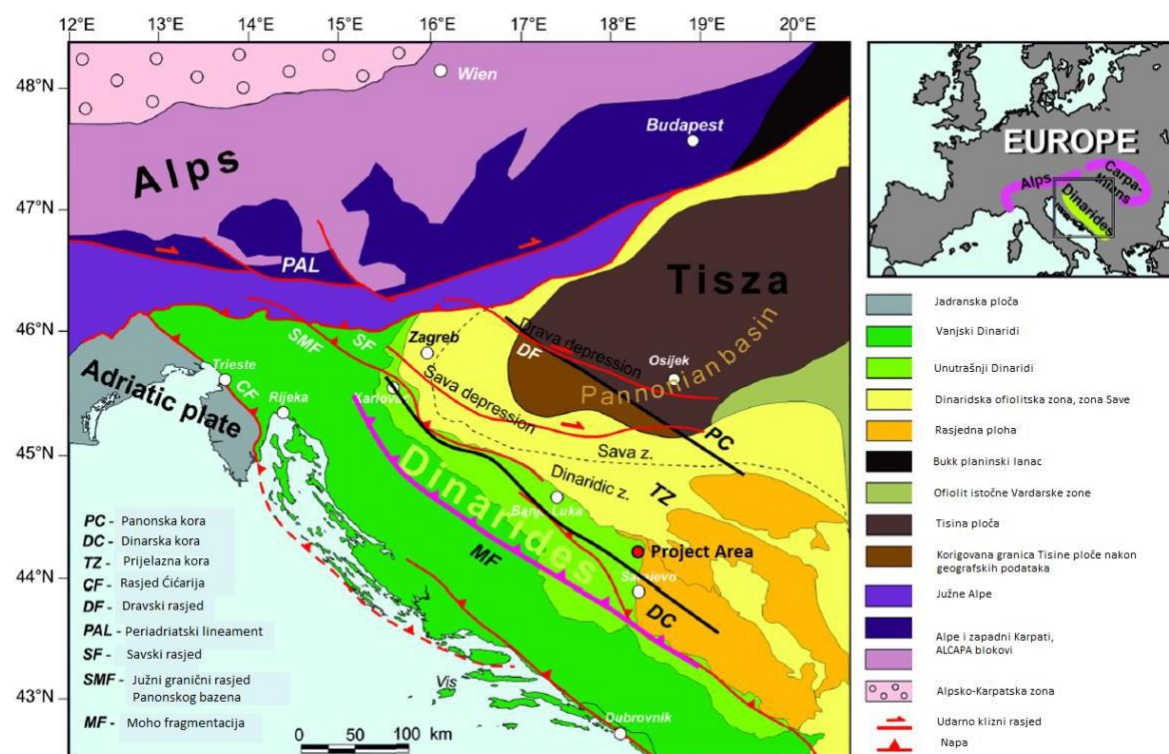 12°E 13°E 14°E 15°E 16°E 17°E 18°E 19°E 20°E
48°N
47°N
46°N
45°N
44°N
43°N
Wien
Budapest
Alps
PAL
Tisza
SMF
SF
Zagreb
Drava depression
DF
Osijek
Pannonian basin
Trieste
CF
Adriatic plate
Rijeka
Karlovac
Sava depression
PC
Sava z.
Dinarides
Dinaridic z.
TZ
Banja Luka
MF
Project Area
Sarajevo
DC
Vis
Dubrovnik
0 50 100 km
PC - Panonska kora
DC - Dinarska kora
TZ - Prijelazna kora
CF - Rasjed Ćićarija
DF - Dravski rasjed
PAL - Periadriatski lineament
SF - Savski rasjed
SMF - Južni granični rasjed
Panonskog bazena
MF - Moho fragmentacija
EUROPE
Alps
Carpa-
thians
Dinarides
Jadranska ploča
Vanjski Dinaridi
Unutrašnji Dinaridi
Dinaridska ofiolitska zona, zona Save
Rasjedna ploha
Bukk planinski lanac
Ofiolit istočne Vardarske zone
Tisina ploča
Korigovana granica Tisine ploče nakon
geografskih podataka
Južne Alpe
Alpe i zapadni Karpati,
ALCAPA blokovi
Alpsko-Karpatska zona
Udarno klizni rasjed
Napa